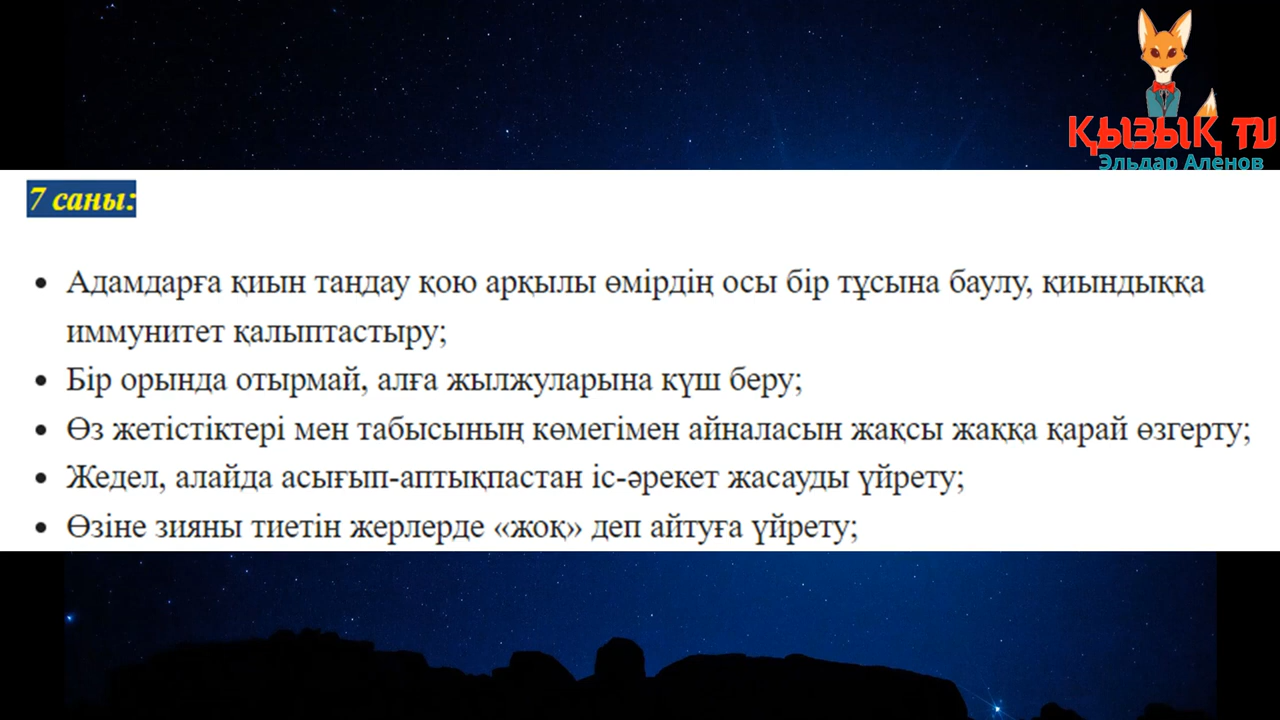 ҚЫЗЫҚ TV
Эльдар Аленов
7 саны:
• Адамдарға қиын таңдау қою арқылы өмірдің осы бір тұсына баулу, қиындыққа
иммунитет қалыптастыру;
• Бір орында отырмай, алға жылжуларына күш беру;
• Өз жетістіктері мен табысының көмегімен айналасын жақсы жаққа қарай өзгерту;
• Жедел, алайда асығып-аптықпастан іс-әрекет жасауды үйрету;
• Өзіне зияны тиетін жерлерде «жоқ» деп айтуға үйрету;